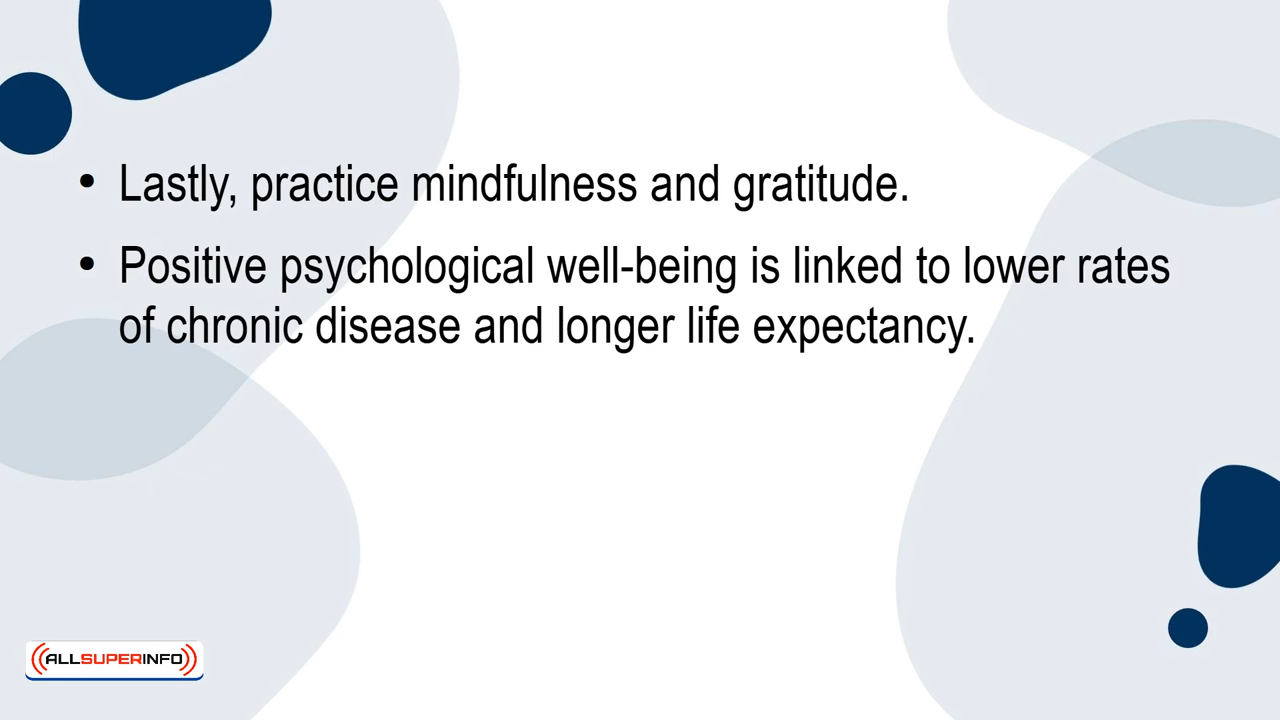 • Lastly, practice mindfulness and gratitude.
• Positive psychological well-being is linked to lower rates
of chronic disease and longer life expectancy.
ALLSUPERINFO